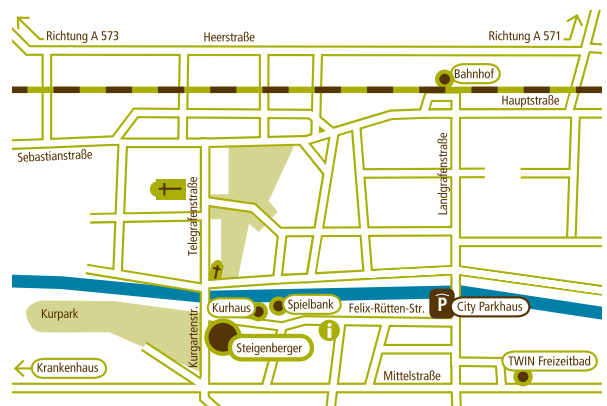 Richtung A 573
Heerstraße
Richtung A 571
Bahnhof
Hauptstraße
Sebastianstraße
Telegrafenstraße
Landgrafenstraße
Kurpark
Kurhaus
Spielbank
Felix-Rütten-Str.
P
City Parkhaus
Kurgartenstr.
i
Steigenberger
Krankenhaus
Mittelstraße
TWIN Freizeitbad